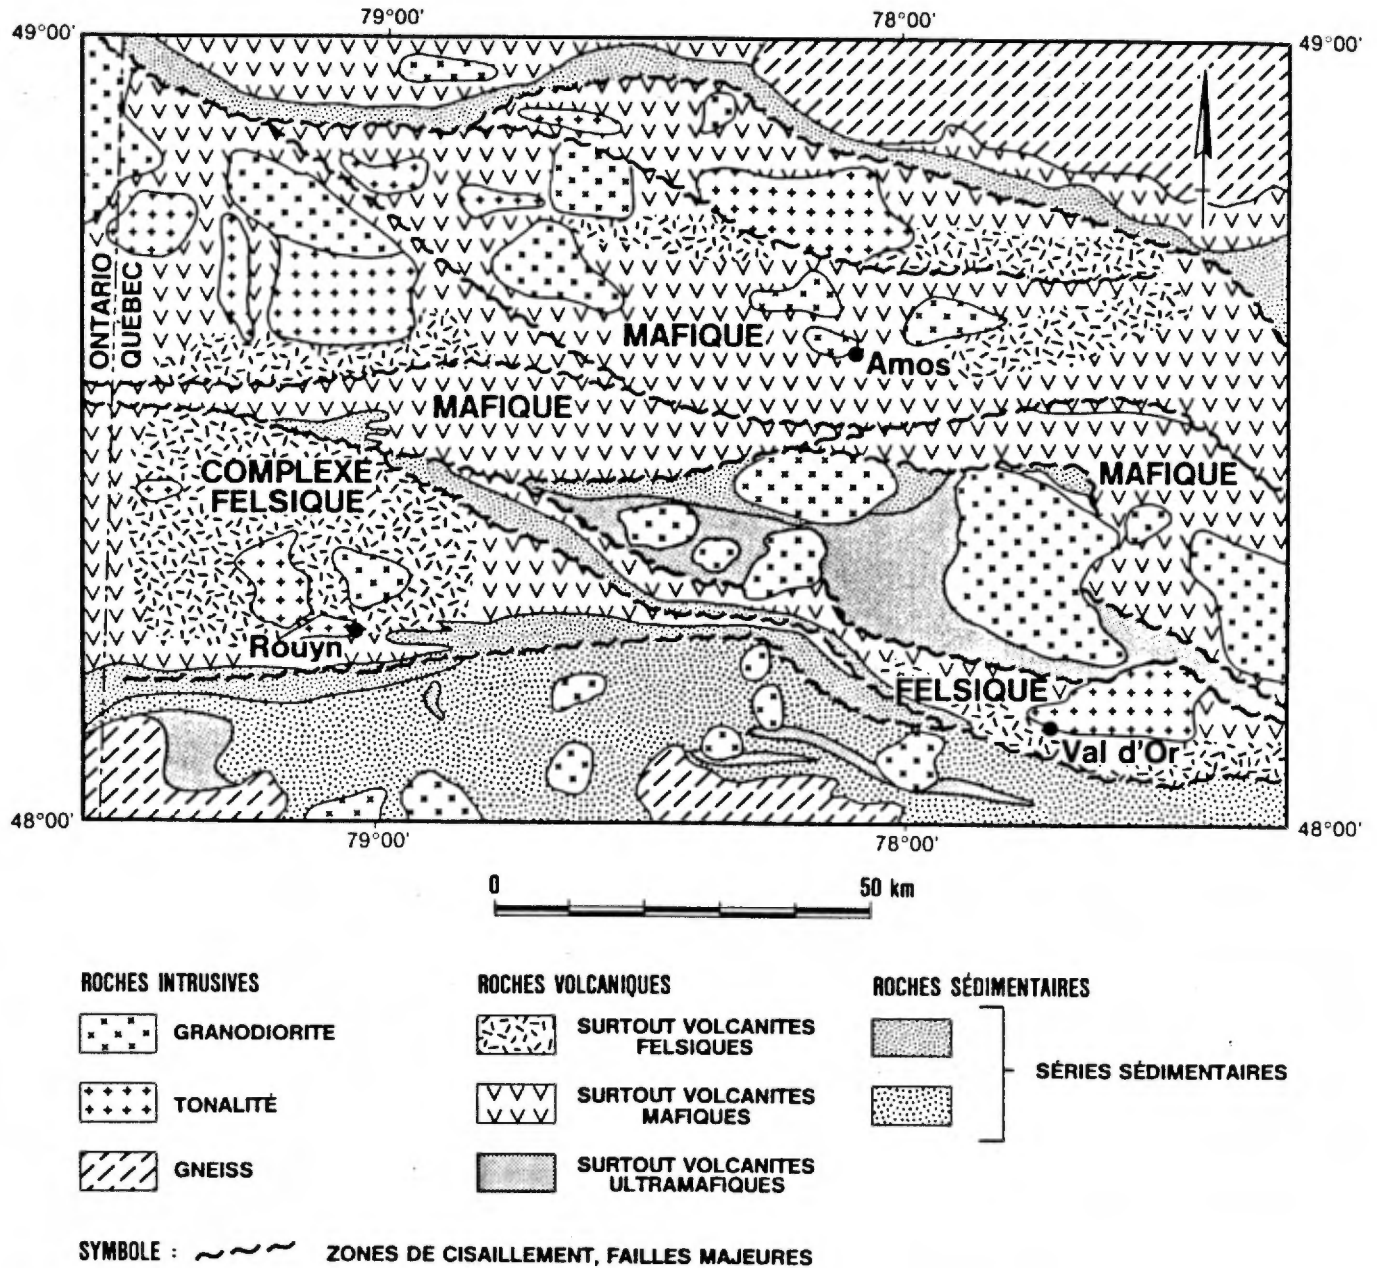 79°00'
78°00'
49°00'
49°00'
ONTARIO
QUEBEC
MAFIQUE
Amos
MAFIQUE
COMPLEXE
FELSIQUE
MAFIQUE
Rouyn
FELSIQUE
Val d'Or
48°00'
48°00'
79°00'
78°00'
0
50 km
ROCHES INTRUSIVES
GRANODIORITE
TONALITÉ
GNEISS
ROCHES VOLCANIQUES
SURTOUT VOLCANITES
FELSIQUES
SURTOUT VOLCANITES
MAFIQUES
SURTOUT VOLCANITES
ULTRAMAFIQUES
ROCHES SÉDIMENTAIRES
SÉRIES SÉDIMENTAIRES
SYMBOLE :
ZONES DE CISAILLEMENT, FAILLES MAJEURES